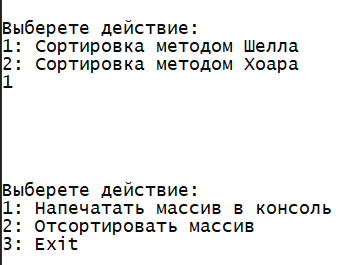 Выберете действие:
1: Сортировка методом Шелла
2: Сортировка методом Хоара
1
Выберете действие:
1: Напечатать массив в консоль
2: Отсортировать массив
3: Exit